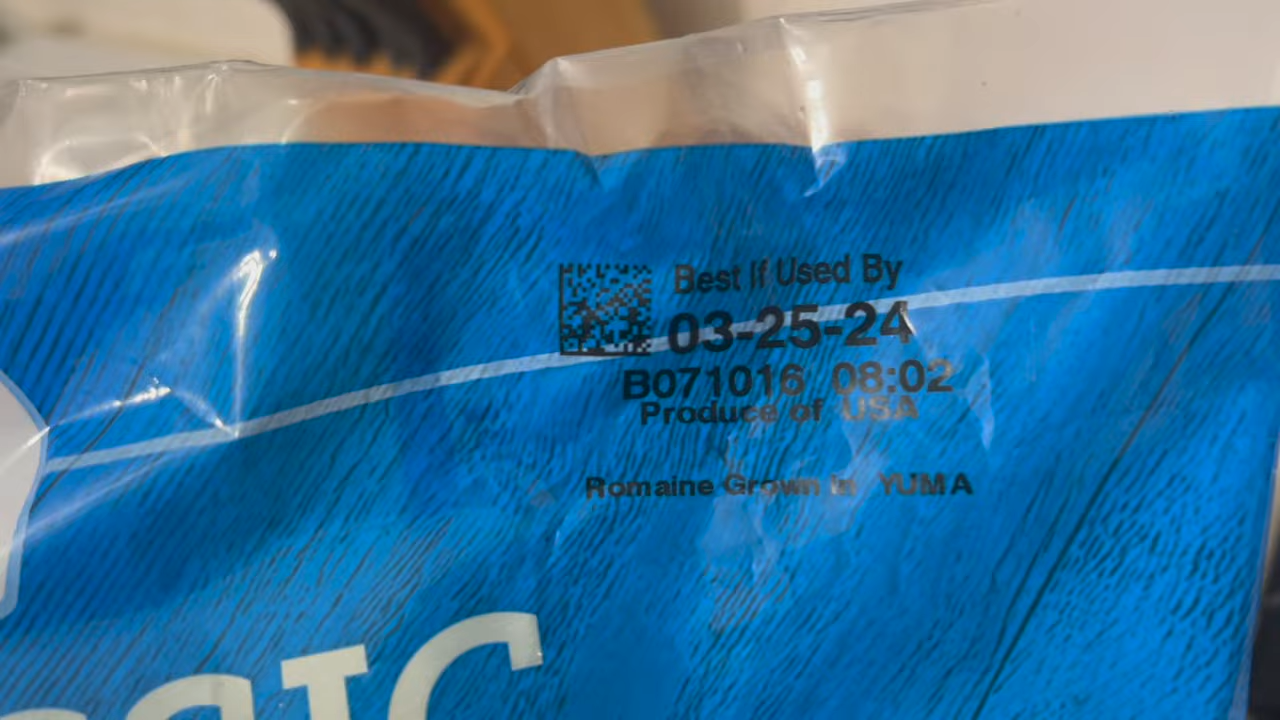 Best If Used By
03-25-24
B071016 08:02
Produce of USA
Romaine Grown in YUMA